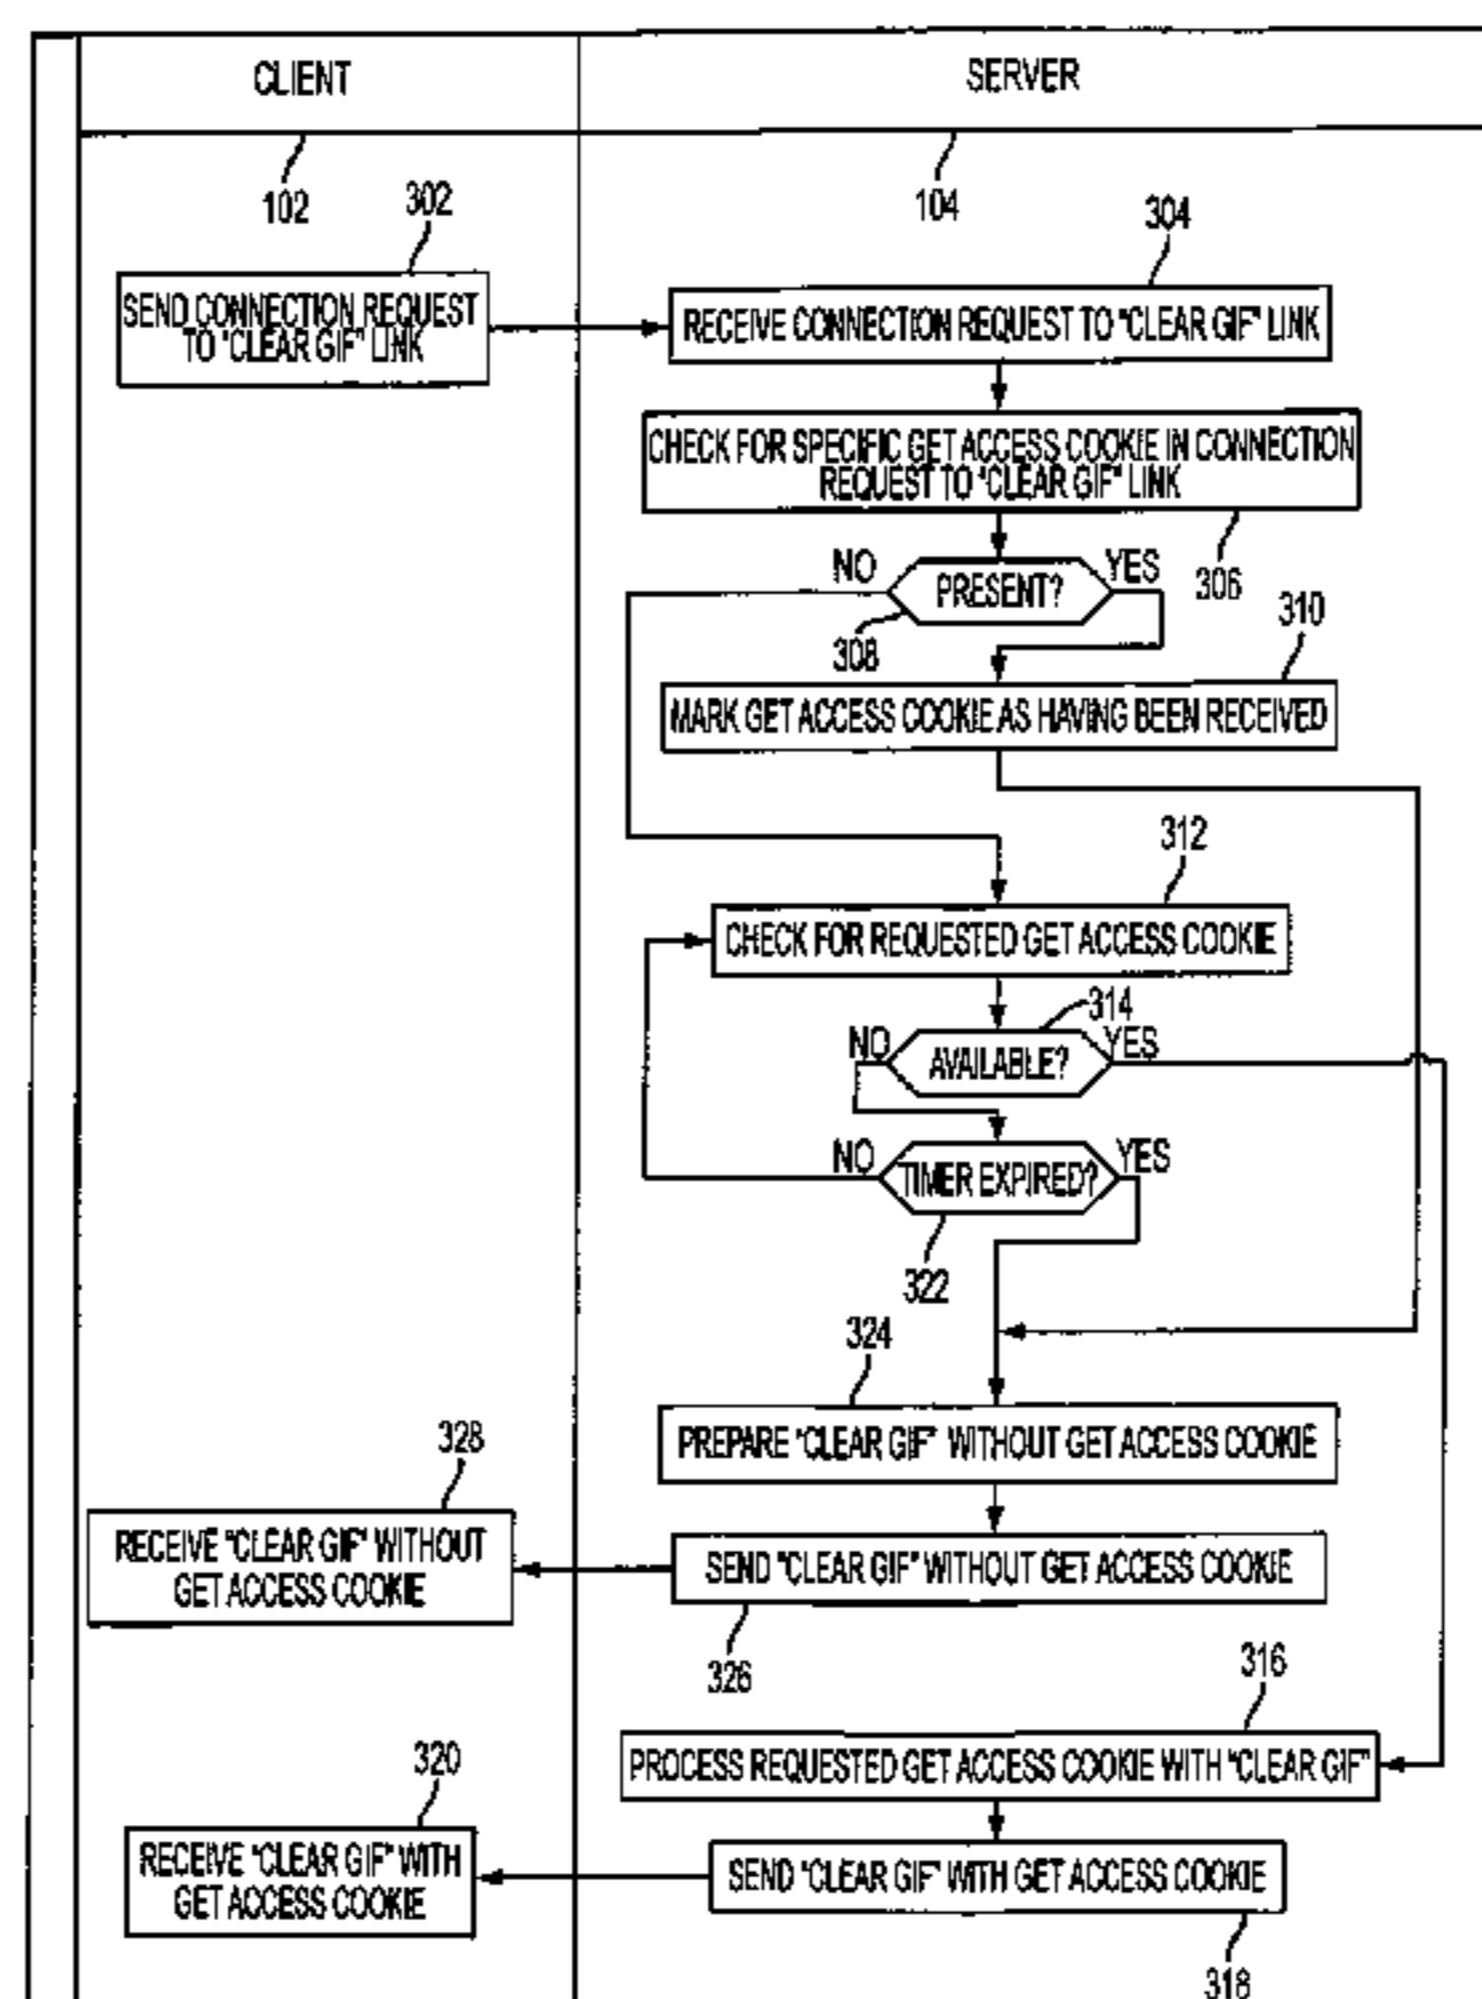 CLIENT
SERVER
102
104
302
304
SEND CONNECTION REQUEST
TO "CLEAR GIF" LINK
RECEIVE CONNECTION REQUEST TO "CLEAR GIF" LINK
CHECK FOR SPECIFIC GET ACCESS COOKIE IN CONNECTION
REQUEST TO "CLEAR GIF" LINK
306
NO
PRESENT?
YES
308
310
MARK GET ACCESS COOKIE AS HAVING BEEN RECEIVED
312
CHECK FOR REQUESTED GET ACCESS COOKIE
314
NO
AVAILABLE?
YES
NO
TIMER EXPIRED?
YES
322
324
PREPARE "CLEAR GIF" WITHOUT GET ACCESS COOKIE
328
RECEIVE "CLEAR GIF" WITHOUT
GET ACCESS COOKIE
SEND "CLEAR GIF" WITHOUT GET ACCESS COOKIE
326
316
PROCESS REQUESTED GET ACCESS COOKIE WITH "CLEAR GIF"
320
RECEIVE "CLEAR GIF" WITH
GET ACCESS COOKIE
SEND "CLEAR GIF" WITH GET ACCESS COOKIE
318